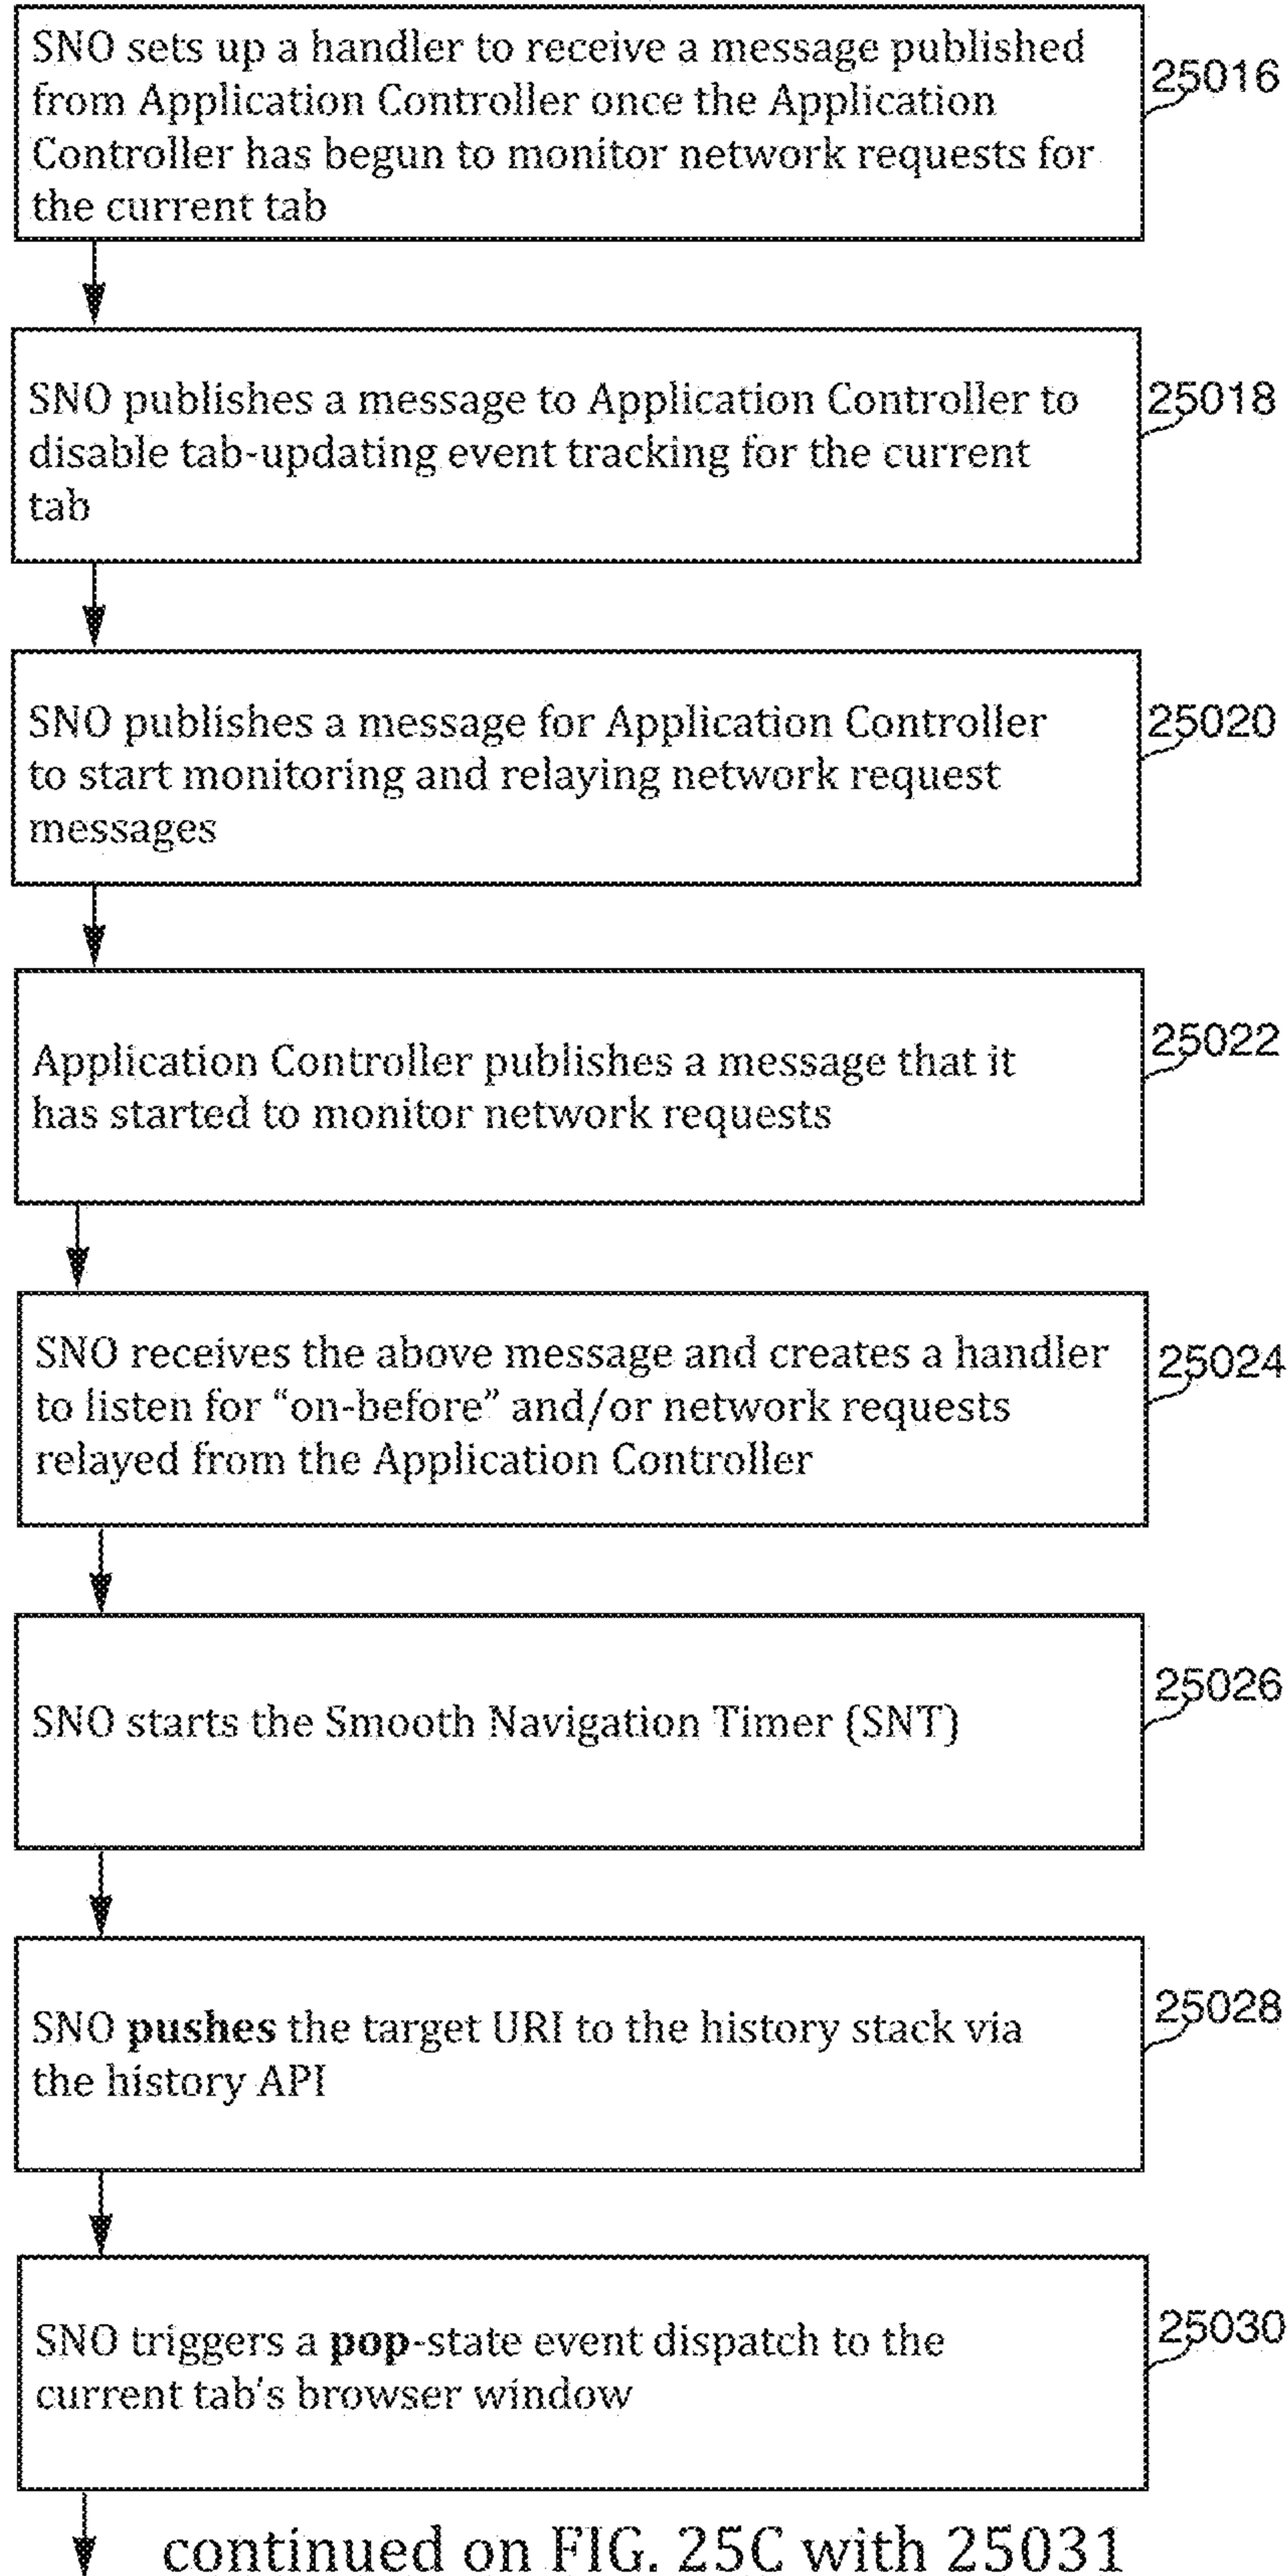 SNO sets up a handler to receive a message published
from Application Controller once the Application
Controller has begun to monitor network requests for
the current tab
25016
SNO publishes a message to Application Controller to
disable tab-updating event tracking for the current
tab
25018
SNO publishes a message for Application Controller
to start monitoring and relaying network request
messages
25020
Application Controller publishes a message that it
has started to monitor network requests
25022
SNO receives the above message and creates a handler
to listen for “on-before” and/or network requests
relayed from the Application Controller
25024
SNO starts the Smooth Navigation Timer (SNT)
25026
SNO pushes the target URI to the history stack via
the history API
25028
SNO triggers a pop-state event dispatch to the
current tab's browser window
25030
continued on FIG. 25C with 25031